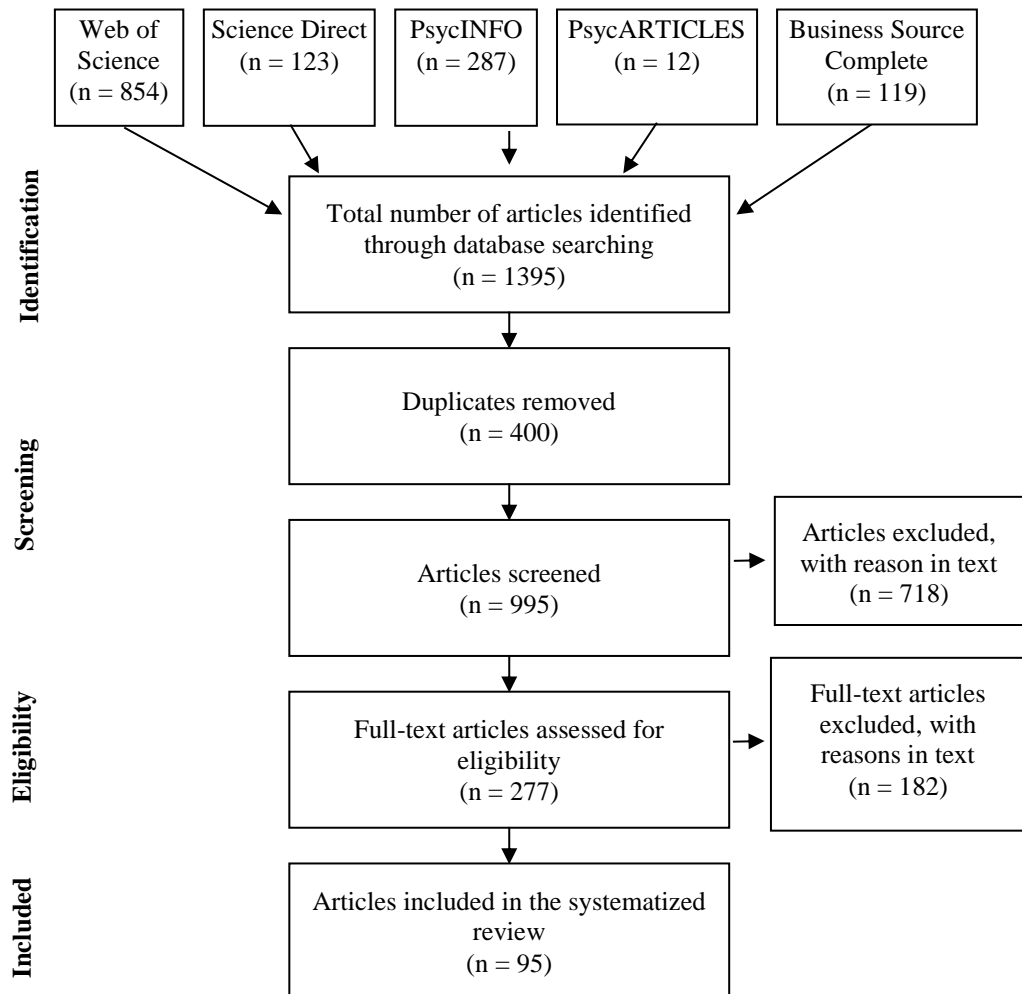 Web of
Science
(n = 854)
Science Direct
(n = 123)
PsycINFO
(n = 287)
PsycARTICLES
(n = 12)
Business Source
Complete
(n = 119)
Identification
Total number of articles identified
through database searching
(n = 1395)
Screening
Duplicates removed
(n = 400)
Articles screened
(n = 995)
Articles excluded,
with reason in text
(n = 718)
Eligibility
Full-text articles assessed for
eligibility
(n = 277)
Full-text articles
excluded, with
reasons in text
(n = 182)
Included
Articles included in the systematized
review
(n = 95)